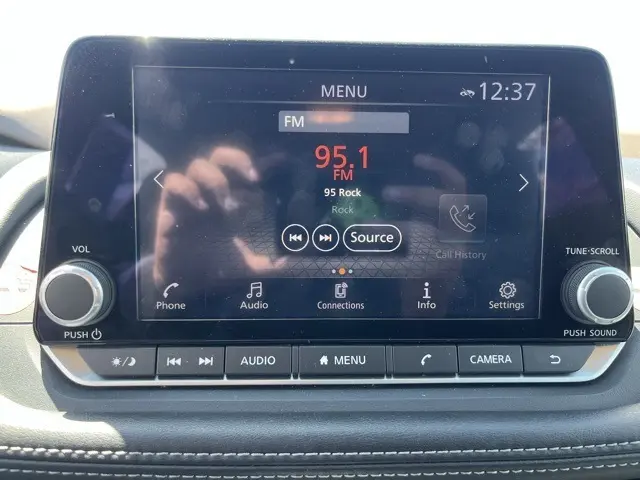 MENU
12:37
FM
95.1
FM
95 Rock
Rock
Source
Call History
Phone
Audio
Connections
Info
Settings
VOL
PUSH
TUNE·SCROLL
PUSH SOUND
AUDIO
MENU
CAMERA